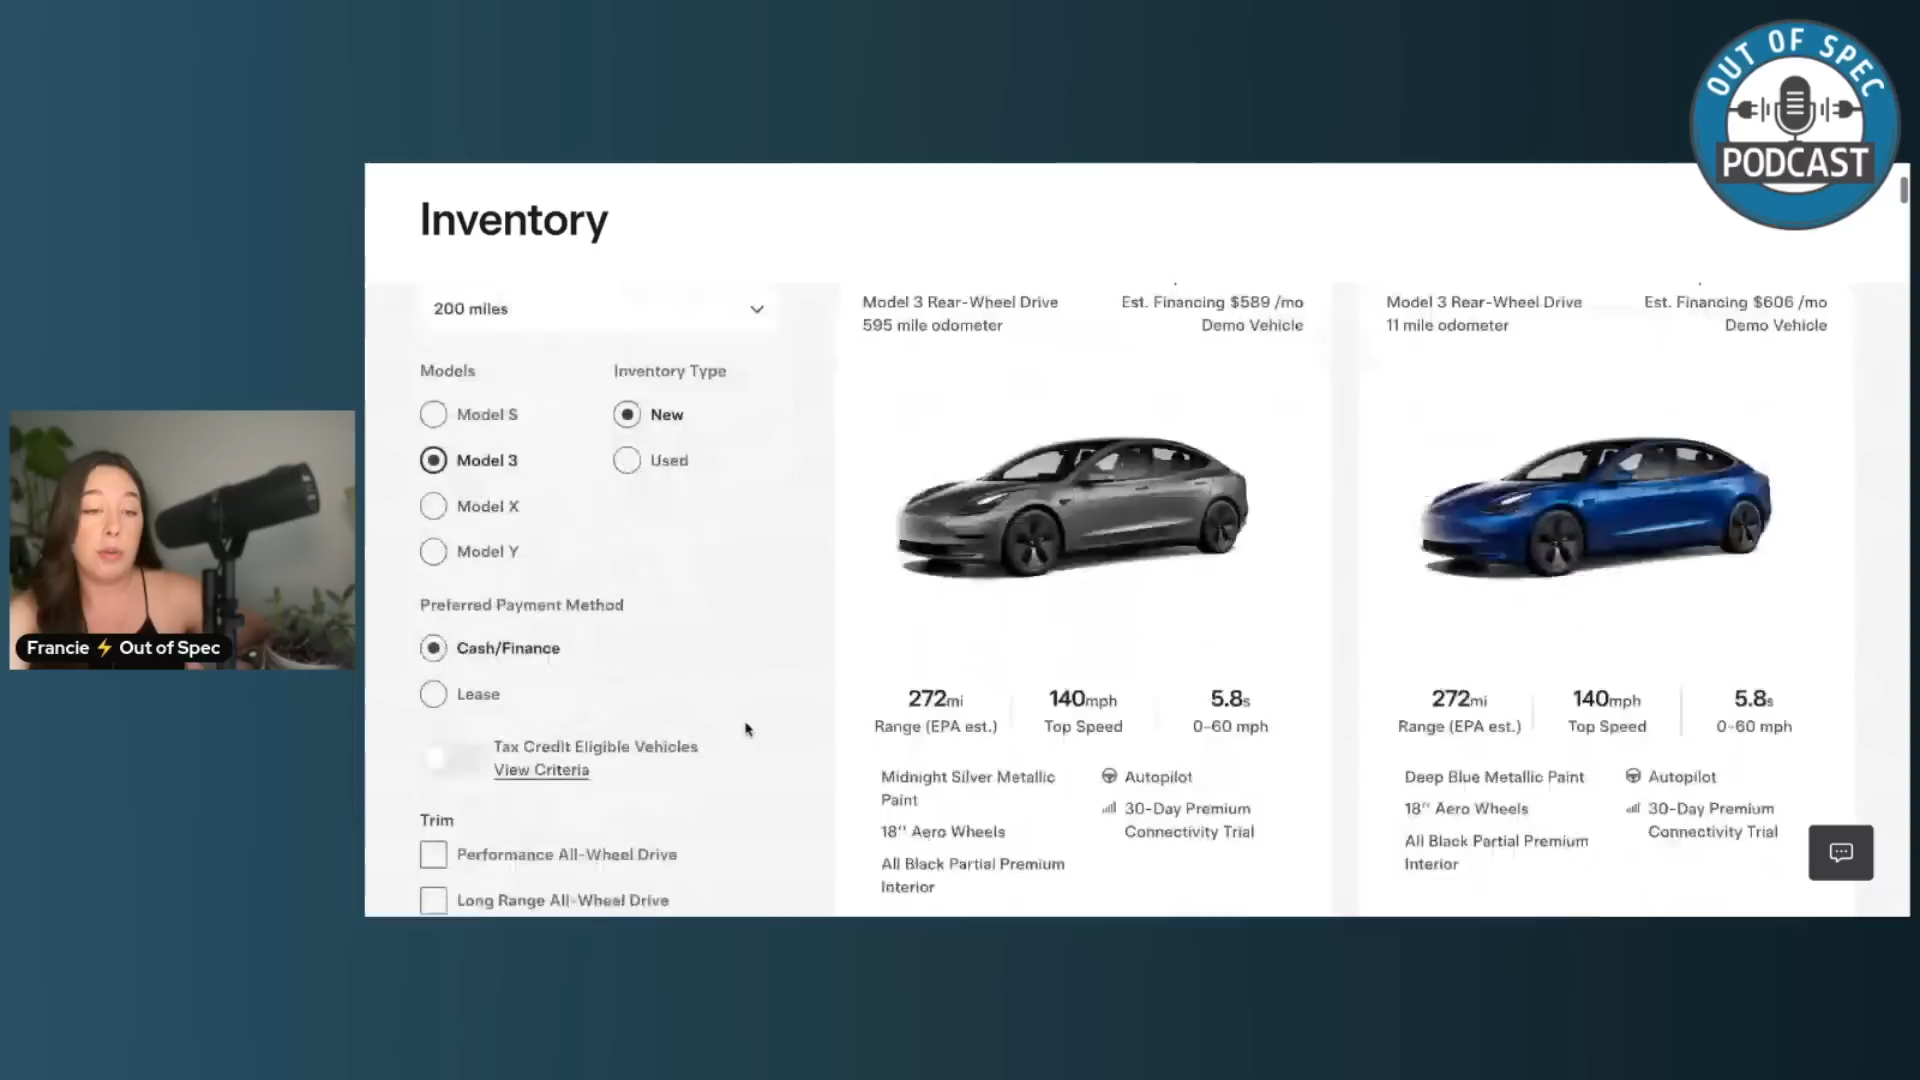 OUT OF SPEC
PODCAST
Inventory
200 miles
Models
Inventory Type
Model S
New
Model 3
Used
Model X
Model Y
Preferred Payment Method
Cash/Finance
Lease
Tax Credit Eligible Vehicles
View Criteria
Trim
Performance All-Wheel Drive
Long Range All-Wheel Drive
Model 3 Rear-Wheel Drive
Est. Financing $589 /mo
595 mile odometer
Demo Vehicle
272mi
140mph
5.8s
Range (EPA est.)
Top Speed
0-60 mph
Midnight Silver Metallic
Paint
18'' Aero Wheels
All Black Partial Premium
Interior
Autopilot
30-Day Premium
Connectivity Trial
Model 3 Rear-Wheel Drive
Est. Financing $606 /mo
11 mile odometer
Demo Vehicle
272mi
140mph
5.8s
Range (EPA est.)
Top Speed
0-60 mph
Deep Blue Metallic Paint
18'' Aero Wheels
All Black Partial Premium
Interior
Autopilot
30-Day Premium
Connectivity Trial
Francie ⚡ Out of Spec